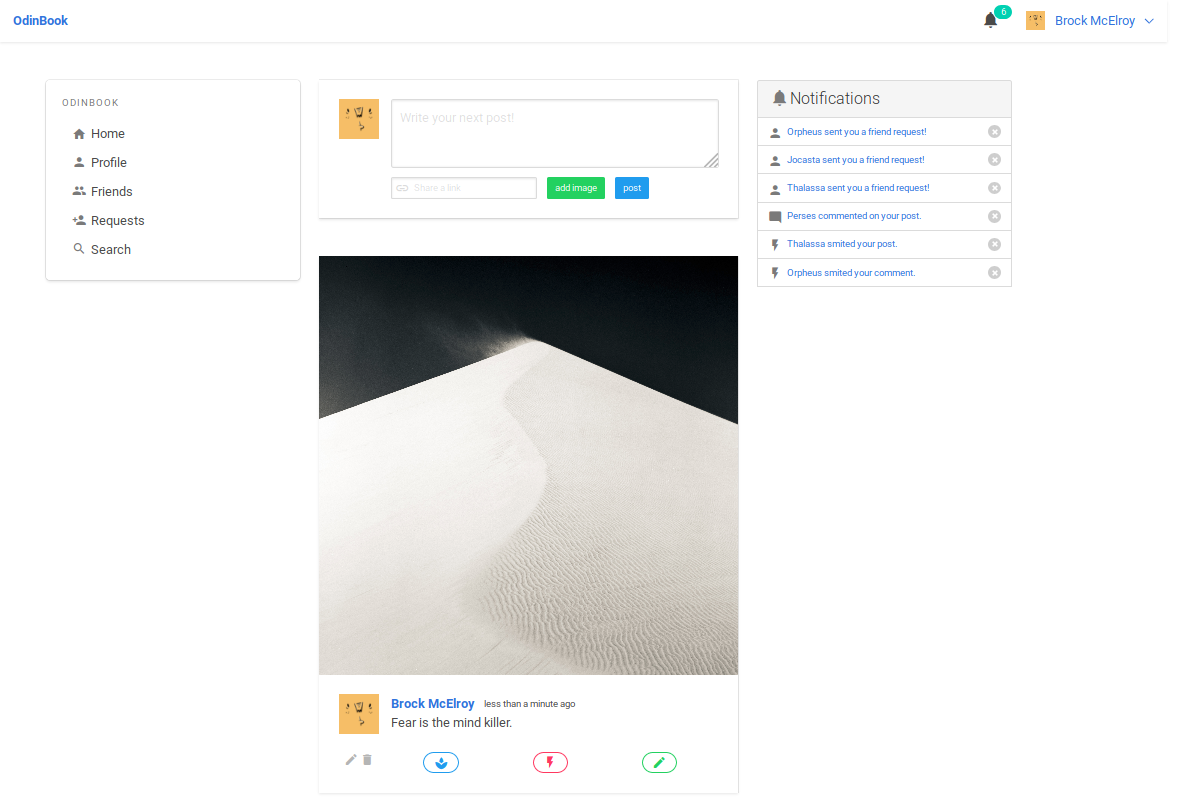 OdinBook
6
Brock McElroy
ODINBOOK
Home
Profile
Friends
Requests
Search
Write your next post!
Share a link
add image
post
Brock McElroy less than a minute ago
Fear is the mind killer.
Notifications
Orpheus sent you a friend request!
Jocasta sent you a friend request!
Thalassa sent you a friend request!
Perses commented on your post.
Thalassa smited your post.
Orpheus smited your comment.